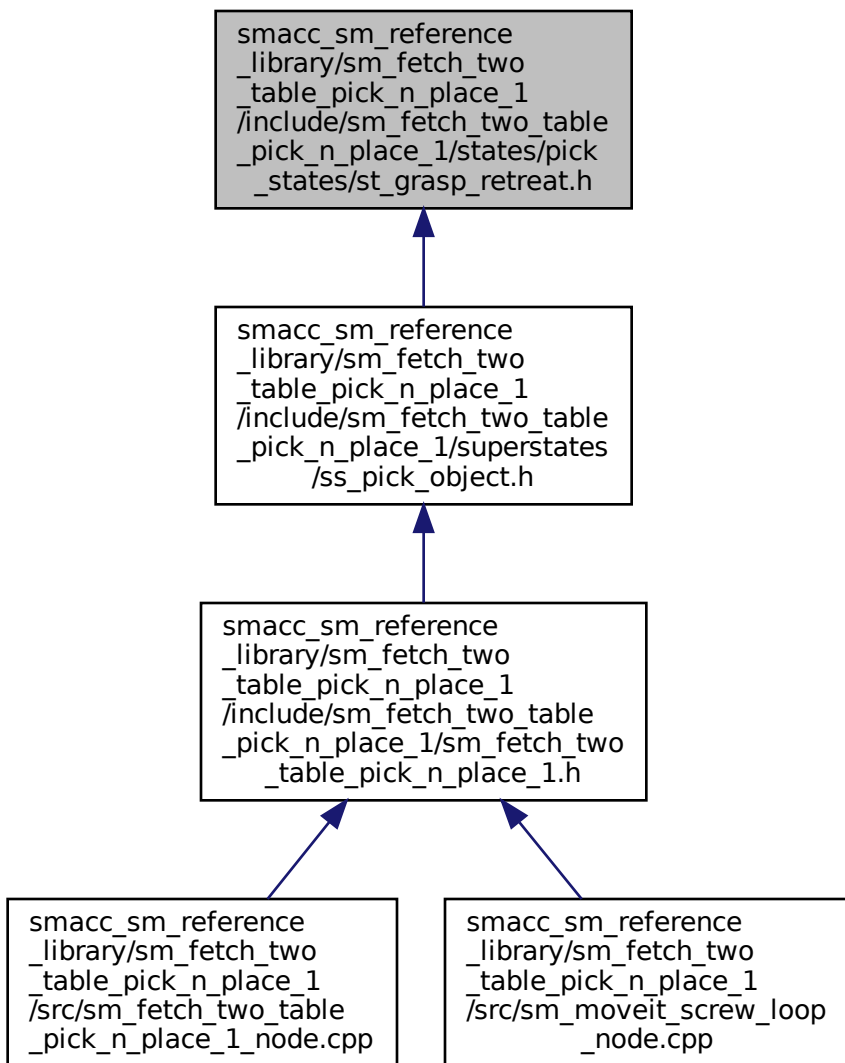 smacc_sm_reference
_library/sm_fetch_two
_table_pick_n_place_1
/include/sm_fetch_two_table
_pick_n_place_1/states/pick
_states/st_grasp_retreat.h
smacc_sm_reference
_library/sm_fetch_two
_table_pick_n_place_1
/include/sm_fetch_two_table
_pick_n_place_1/superstates
/ss_pick_object.h
smacc_sm_reference
_library/sm_fetch_two
_table_pick_n_place_1
/include/sm_fetch_two_table
_pick_n_place_1/sm_fetch_two
_table_pick_n_place_1.h
smacc_sm_reference
_library/sm_fetch_two
_table_pick_n_place_1
/src/sm_fetch_two_table
_pick_n_place_1_node.cpp
smacc_sm_reference
_library/sm_fetch_two
_table_pick_n_place_1
/src/sm_moveit_screw_loop
_node.cpp